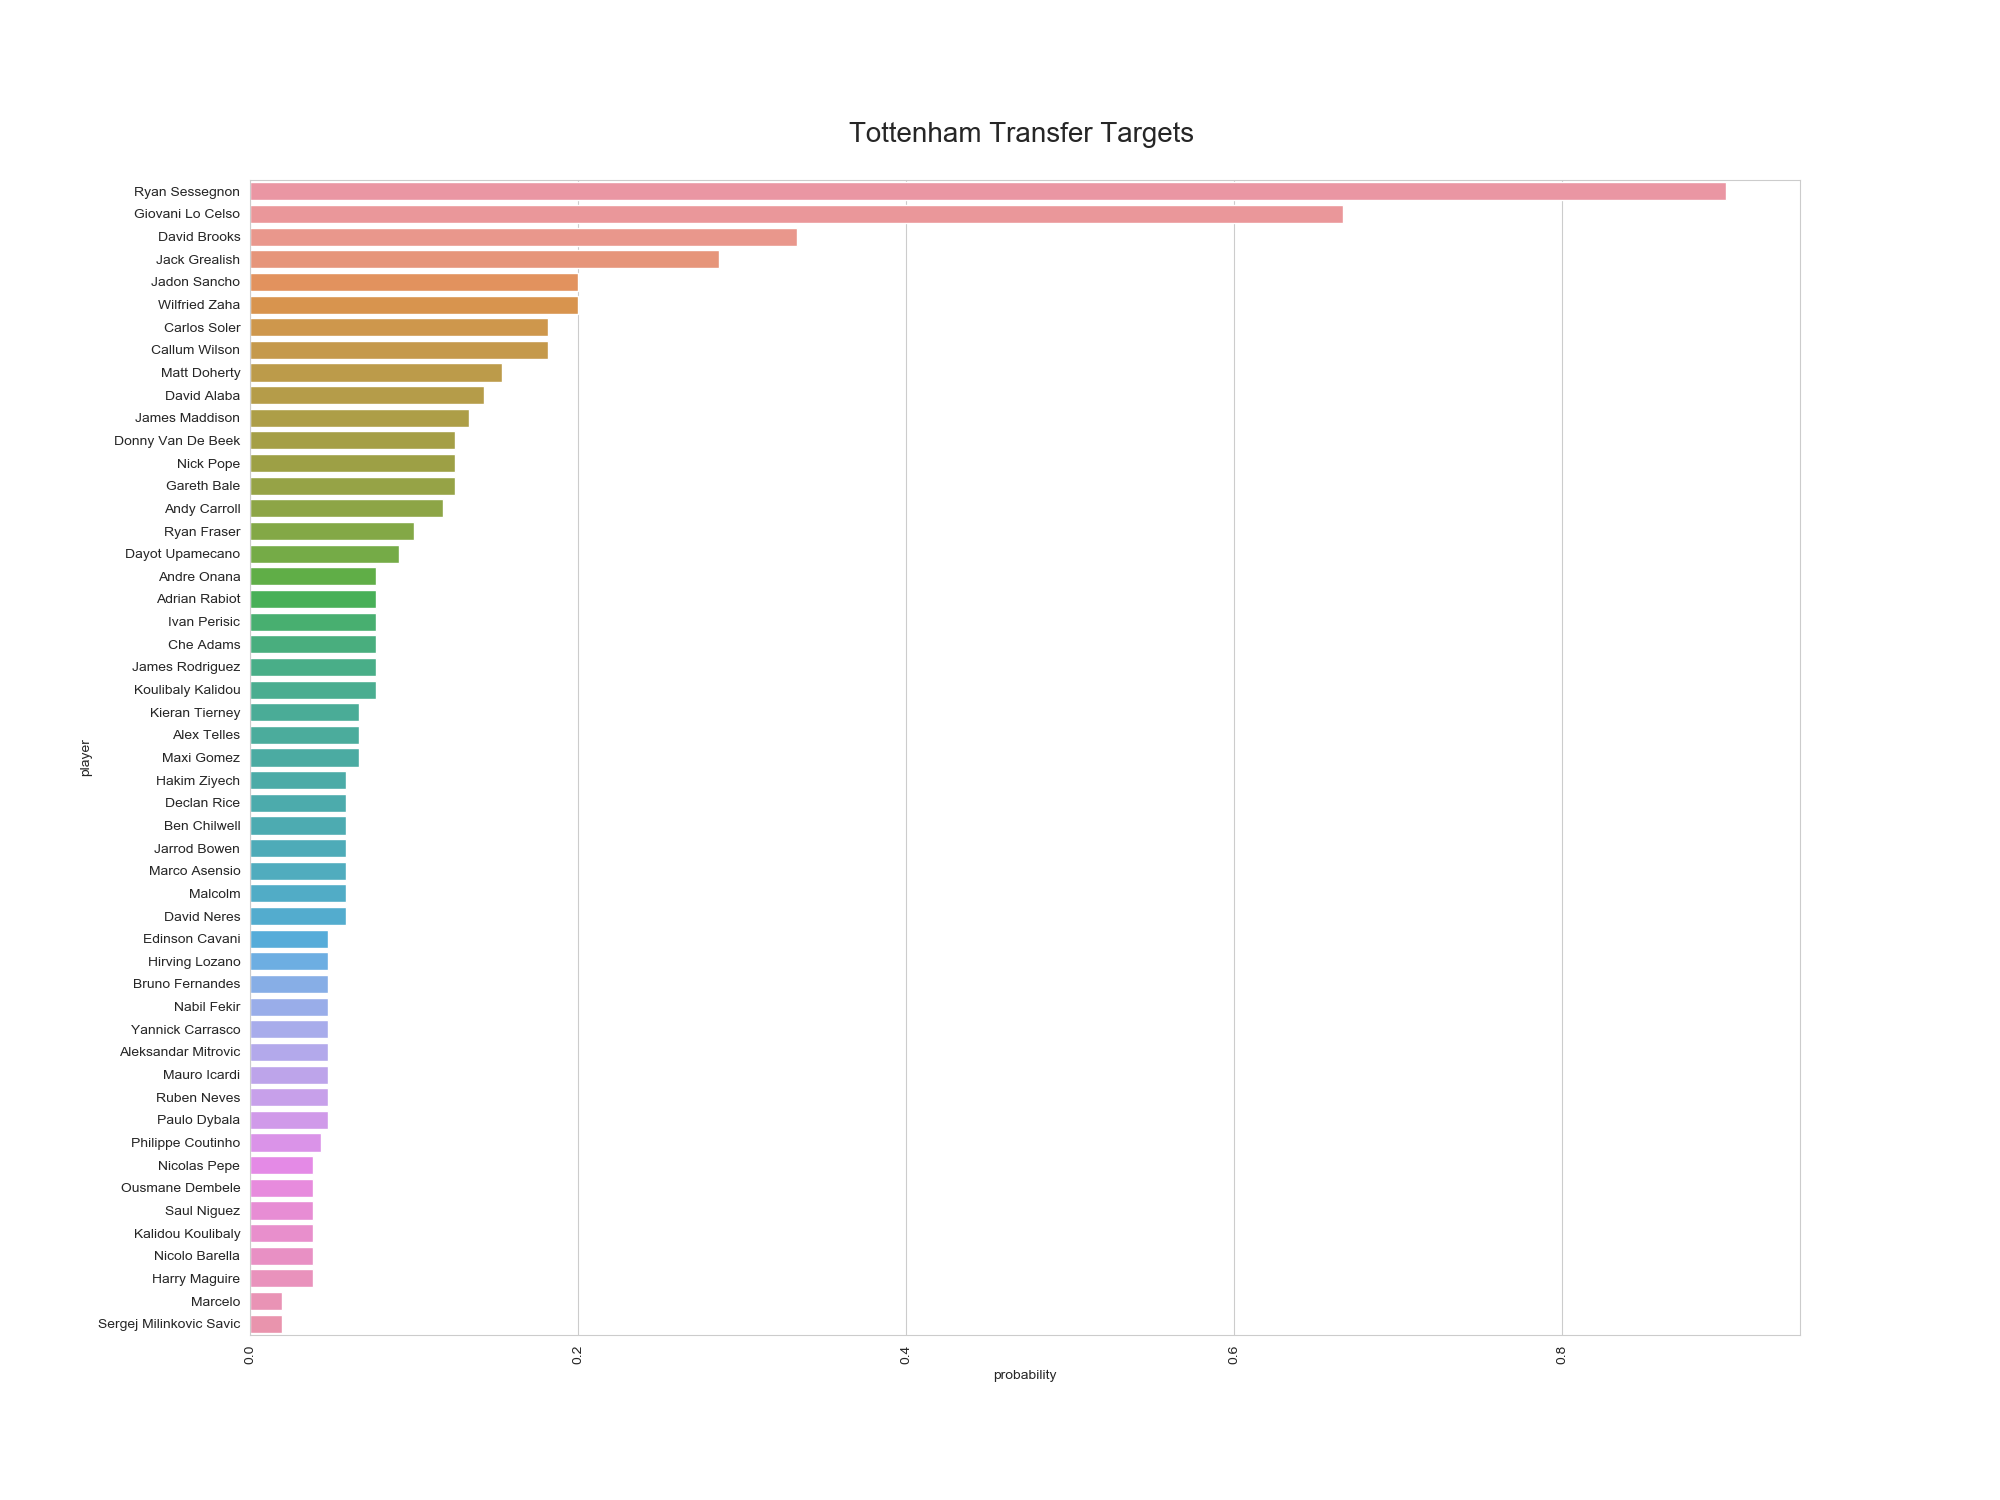 Tottenham Transfer Targets
Ryan Sessegnon
Giovani Lo Celso
David Brooks
Jack Grealish
Jadon Sancho
Wilfried Zaha
Carlos Soler
Callum Wilson
Matt Doherty
David Alaba
James Maddison
Donny Van De Beek
Nick Pope
Gareth Bale
Andy Carroll
Ryan Fraser
Dayot Upamecano
Andre Onana
Adrian Rabiot
Ivan Perisic
Che Adams
James Rodriguez
Koulibaly Kalidou
Kieran Tierney
Alex Telles
Maxi Gomez
Hakim Ziyech
Declan Rice
Ben Chilwell
Jarrod Bowen
Marco Asensio
Malcolm
David Neres
Edinson Cavani
Hirving Lozano
Bruno Fernandes
Nabil Fekir
Yannick Carrasco
Aleksandar Mitrovic
Mauro Icardi
Ruben Neves
Paulo Dybala
Philippe Coutinho
Nicolas Pepe
Ousmane Dembele
Saul Niguez
Kalidou Koulibaly
Nicolo Barella
Harry Maguire
Marcelo
Sergej Milinkovic Savic
player
0.0 0.2 0.4 0.6 0.8
probability